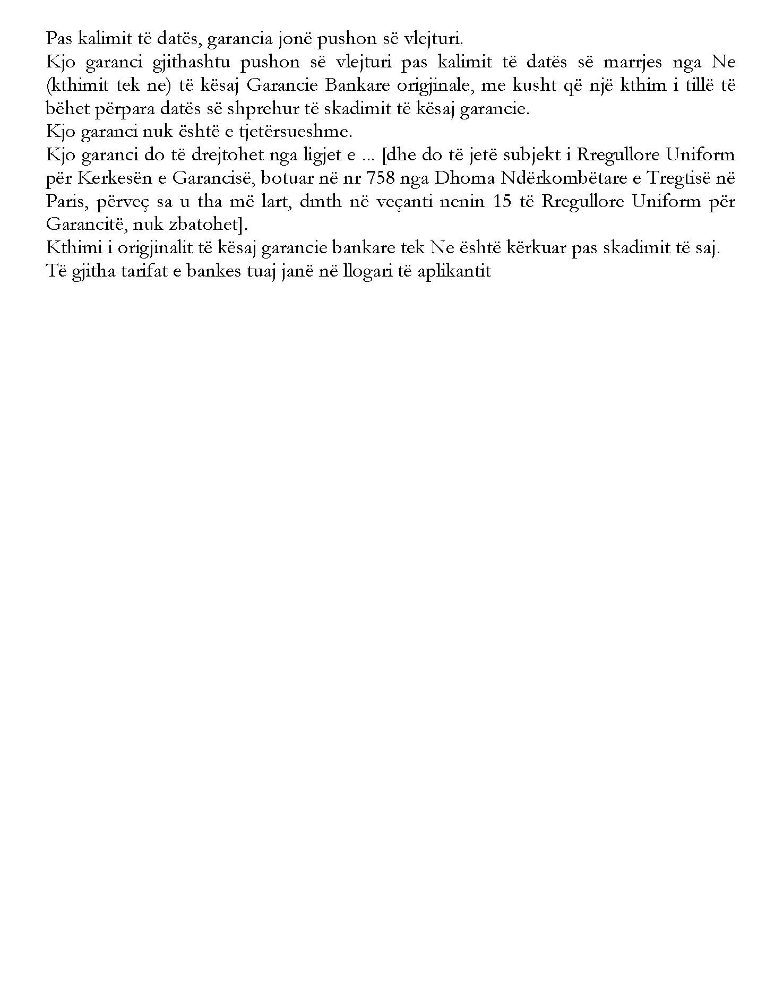 Pas kalimit të datës, garancia jonë pushon së vlejturi.
Kjo garanci gjithashtu pushon së vlejturi pas kalimit të datës së marrjes nga Ne
(kthimit tek ne) të kësaj Garancie Bankare origjinale, me kusht që një kthim i tillë të
bëhet përpara datës së shprehur të skadimit të kësaj garancie.
Kjo garanci nuk është e tjetërsueshme.
Kjo garanci do të drejtohet nga ligjet e ... [dhe do të jetë subjekt i Rregullore Uniform
për Kerkesën e Garancisë, botuar në nr 758 nga Dhoma Ndërkombëtare e Tregtisë në
Paris, përveç sa u tha më lart, dmth në veçanti nenin 15 të Rregullore Uniform për
Garancitë, nuk zbatohet].
Kthimi i origjinalit të kësaj garancie bankare tek Ne është kërkuar pas skadimit të saj.
Të gjitha tarifat e bankes tuaj janë në llogari të aplikantit